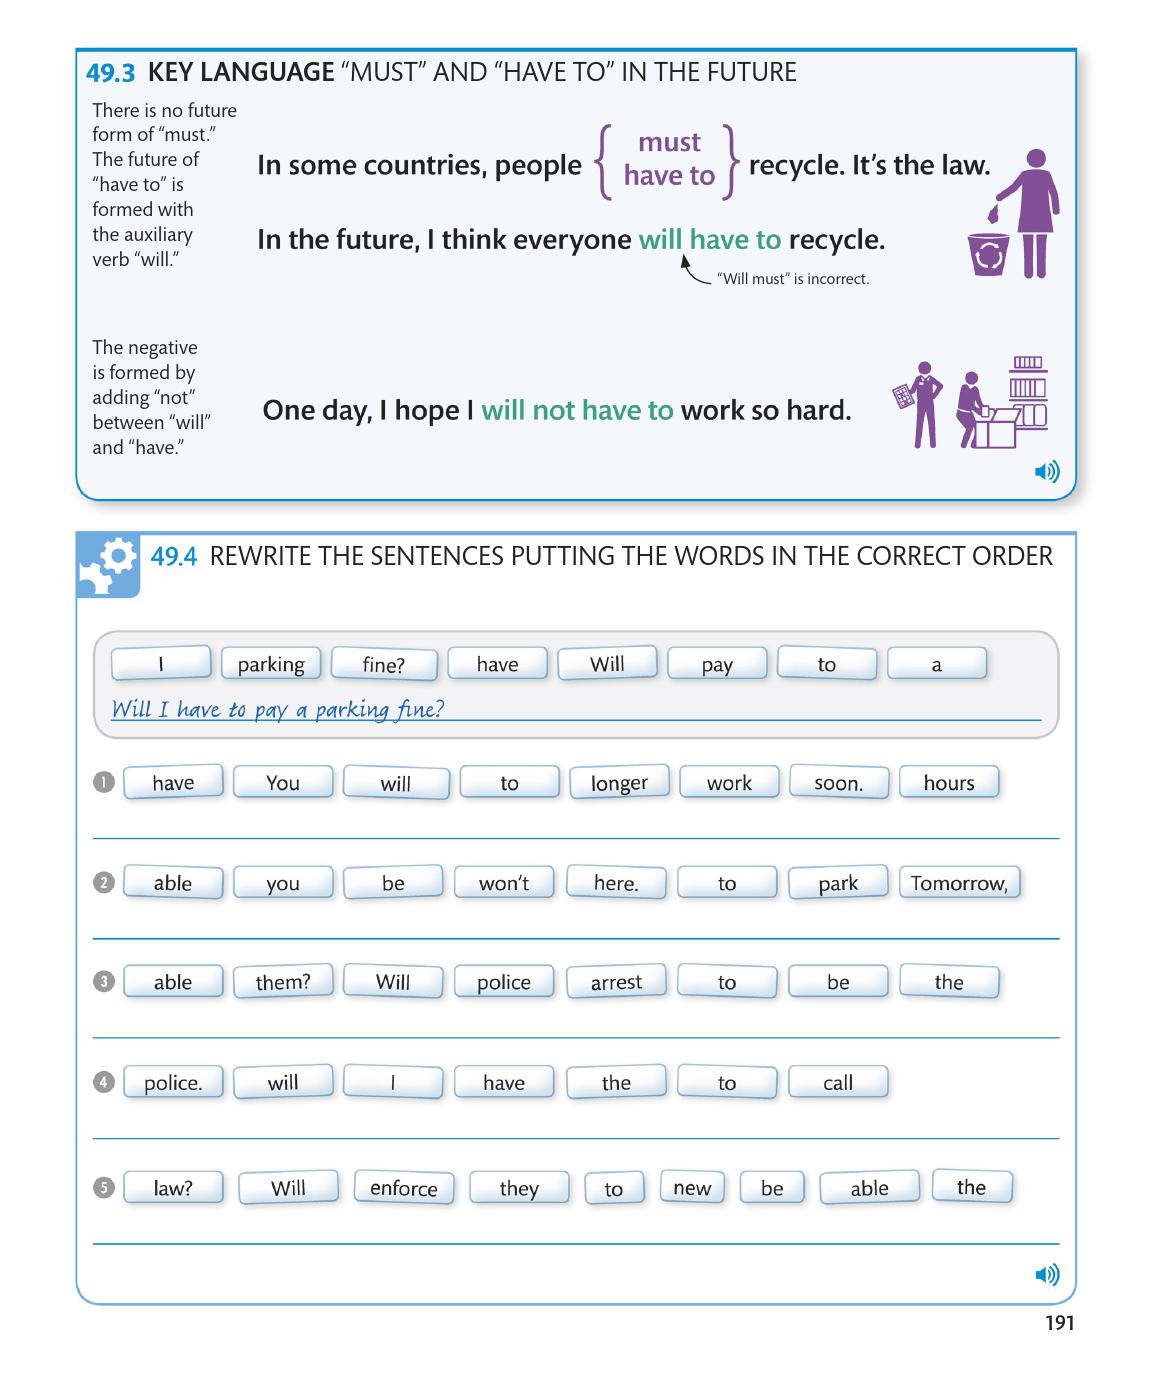 49.3 KEY LANGUAGE “MUST” AND “HAVE TO” IN THE FUTURE
There is no future
form of “must.”
The future of
“have to” is
formed with
the auxiliary
verb “will.”
In some countries, people { must have to } recycle. It’s the law.
In the future, I think everyone will have to recycle.
“Will must” is incorrect.
The negative
is formed by
adding “not”
between “will”
and “have.”
One day, I hope I will not have to work so hard.
49.4 REWRITE THE SENTENCES PUTTING THE WORDS IN THE CORRECT ORDER
I parking fine? have Will pay to a
Will I have to pay a parking fine?
1 have You will to longer work soon. hours
2 able you be won’t here. to park Tomorrow,
3 able them? Will police arrest to be the
4 police. will I have the to call
5 law? Will enforce they to new be able the
191